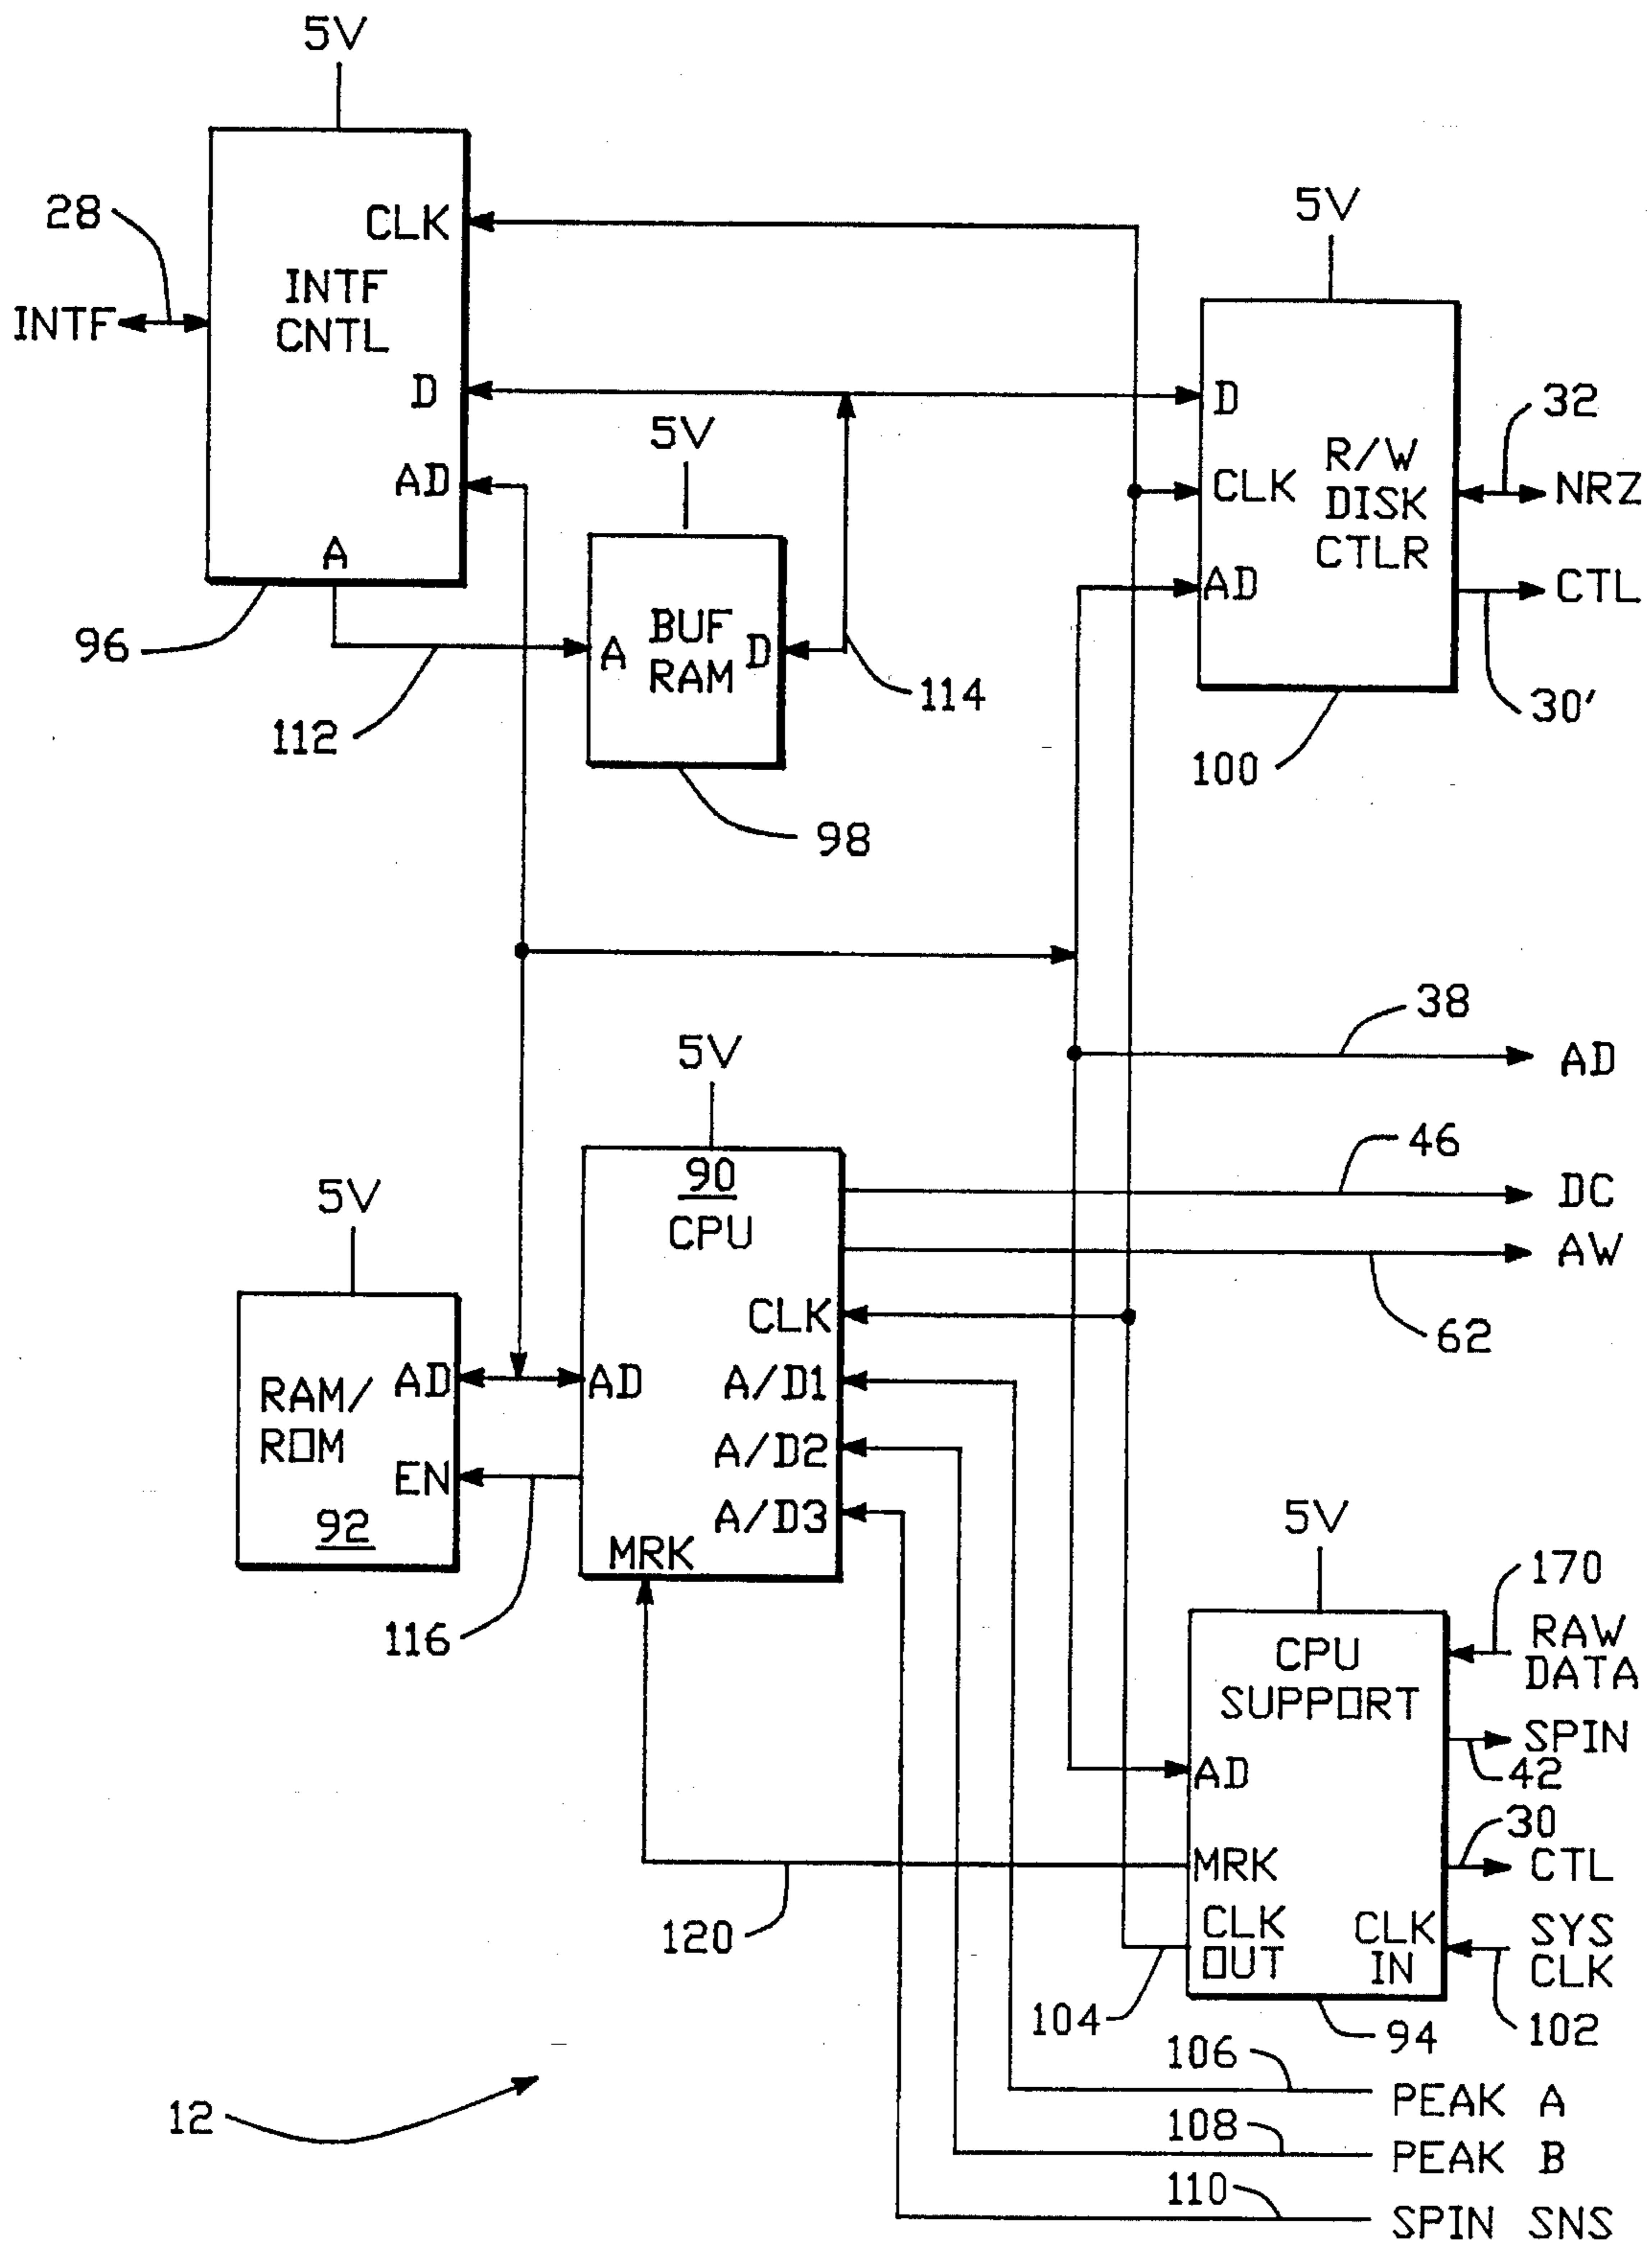 5V
CLK
28
INTF
CNTL
INTF
D
AD
A
96
112
5V
BUF
RAM
A
D
98
114
5V
D
R/W
DISK
CTLR
CLK
AD
32
NRZ
CTL
30'
100
38
AD
46
DC
AW
62
5V
90
CPU
CLK
AD
A/D1
A/D2
A/D3
MRK
5V
RAM/
ROM
AD
EN
92
116
5V
CPU
SUPPORT
AD
MRK
CLK
OUT
CLK
IN
170
RAW
DATA
SPIN
42
30
CTL
SYS
CLK
102
120
104
94
106
PEAK A
108
PEAK B
110
SPIN SNS
12